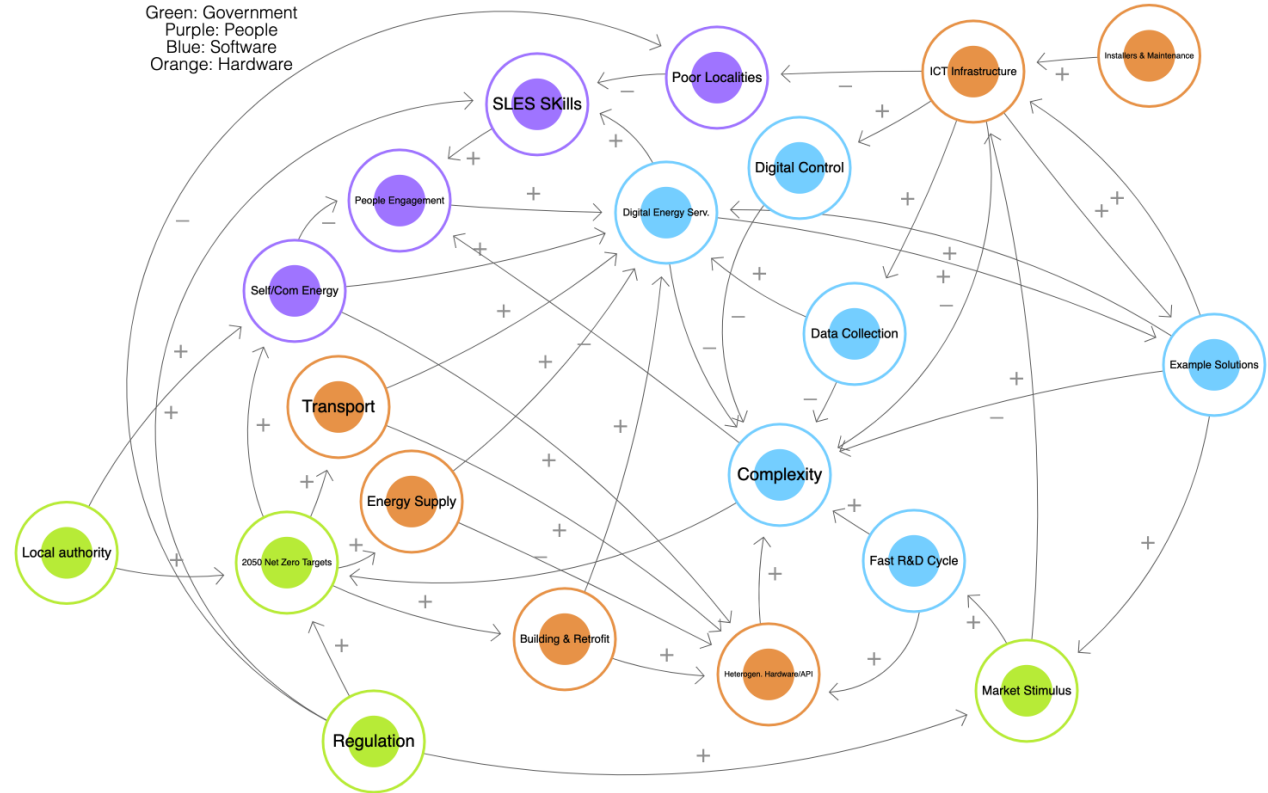 Green: Government
Purple: People
Blue: Software
Orange: Hardware
Poor Localities
ICT Infrastructure
Installers & Maintenance
SLES SKills
Digital Control
People Engagement
Digital Energy Serv.
Self/Com Energy
Data Collection
Example Solutions
Transport
Complexity
Energy Supply
Local authority
2050 Net Zero Targets
Fast R&D Cycle
Building & Retrofit
Heterogen. Hardware/API
Market Stimulus
Regulation